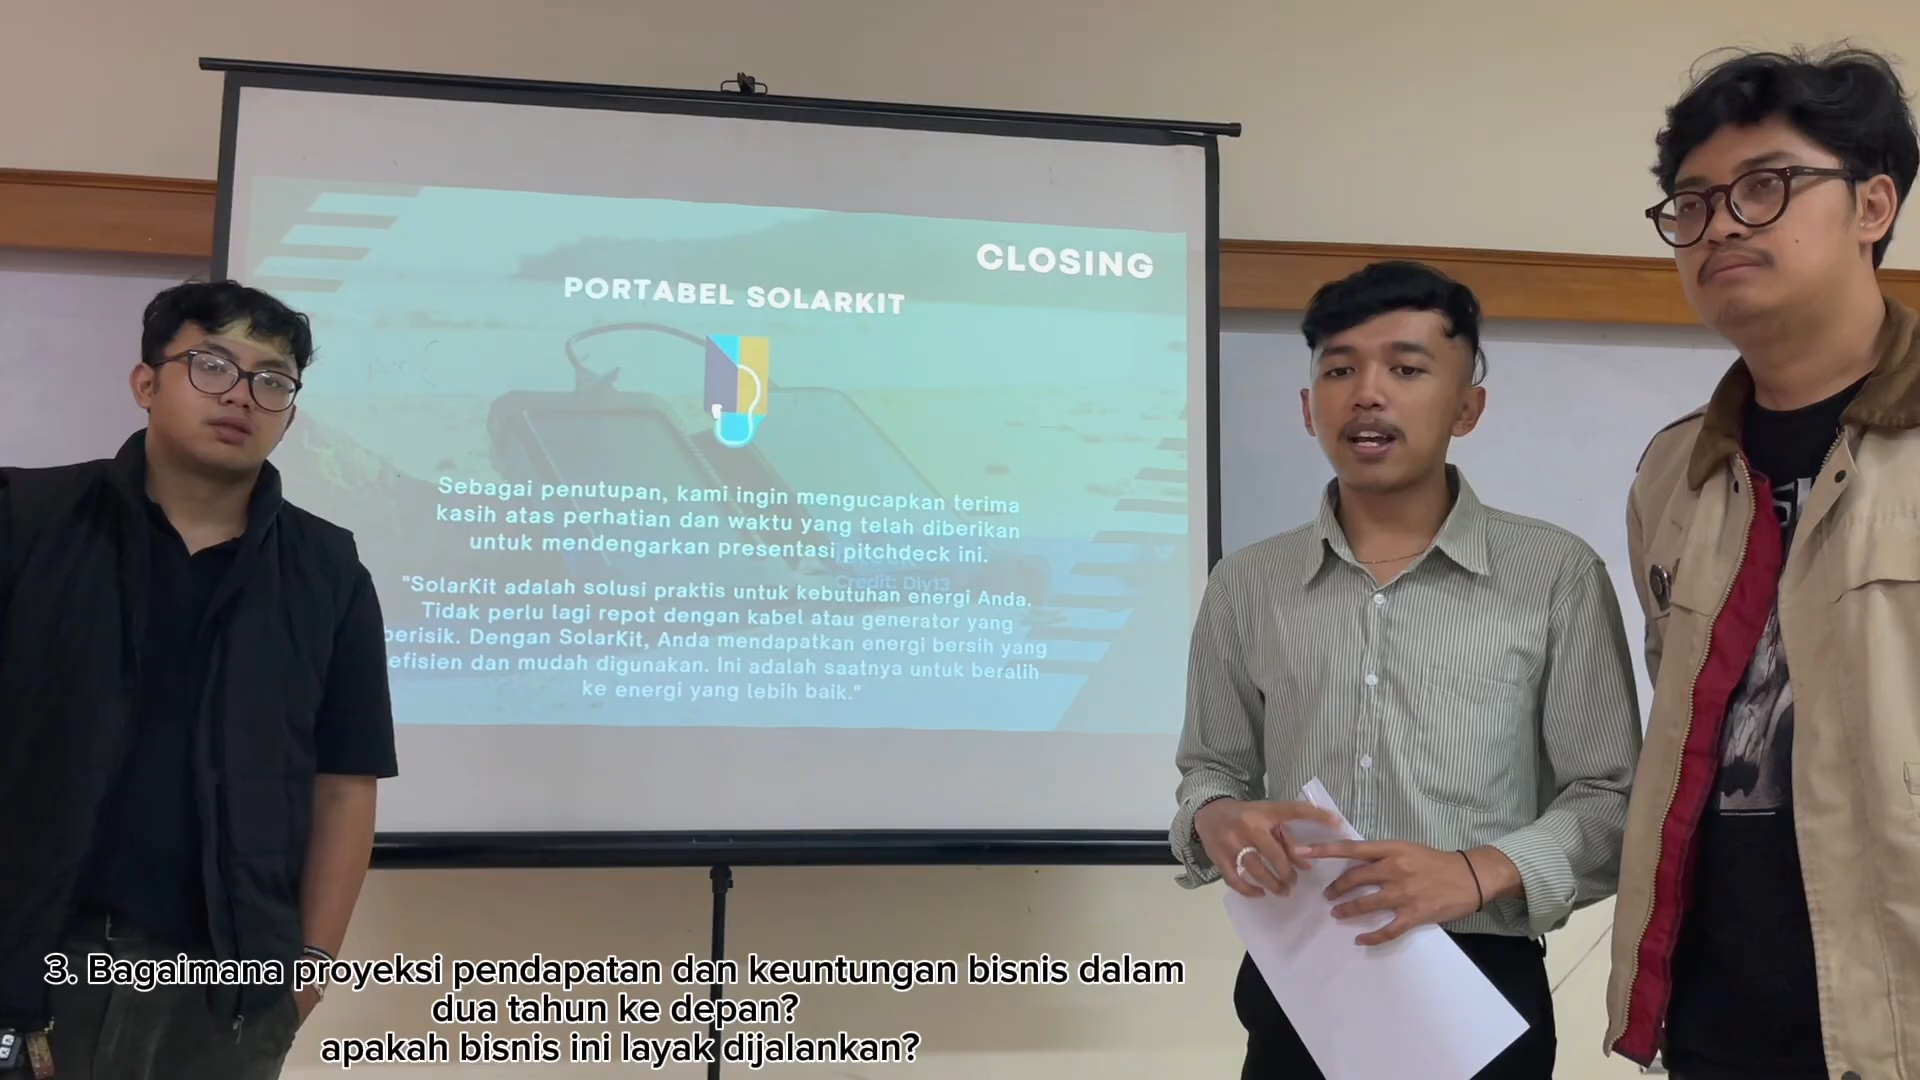 CLOSING
PORTABEL SOLARKIT
Sebagai penutupan, kami ingin mengucapkan terima
kasih atas perhatian dan waktu yang telah diberikan
untuk mendengarkan presentasi pitchdeck ini.
Credit: Diy13
"SolarKit adalah solusi praktis untuk kebutuhan energi Anda.
Tidak perlu lagi repot dengan kabel atau generator yang
berisik. Dengan SolarKit, Anda mendapatkan energi bersih yang
efisien dan mudah digunakan. Ini adalah saatnya untuk beralih
ke energi yang lebih baik."
3. Bagaimana proyeksi pendapatan dan keuntungan bisnis dalam
dua tahun ke depan?
apakah bisnis ini layak dijalankan?